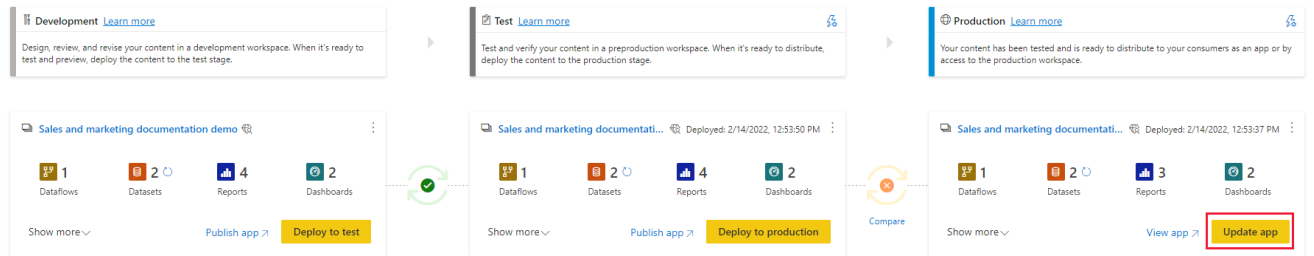 Development Learn more
Design, review, and revise your content in a development workspace. When it's ready to
test and preview, deploy the content to the test stage.
Test Learn more
Test and verify your content in a preproduction workspace. When it's ready to distribute,
deploy the content to the production stage.
Production Learn more
Your content has been tested and is ready to distribute to your consumers as an app or by
access to the production workspace.
Sales and marketing documentation demo
1 2 4 2
Dataflows Datasets Reports Dashboards
Show more Publish app Deploy to test
Sales and marketing documentati... Deployed: 2/14/2022, 12:53:50 PM
1 2 4 2
Dataflows Datasets Reports Dashboards
Show more Publish app Deploy to production
Compare
Sales and marketing documentati... Deployed: 2/14/2022, 12:53:37 PM
1 2 3 2
Dataflows Datasets Reports Dashboards
Show more View app Update app